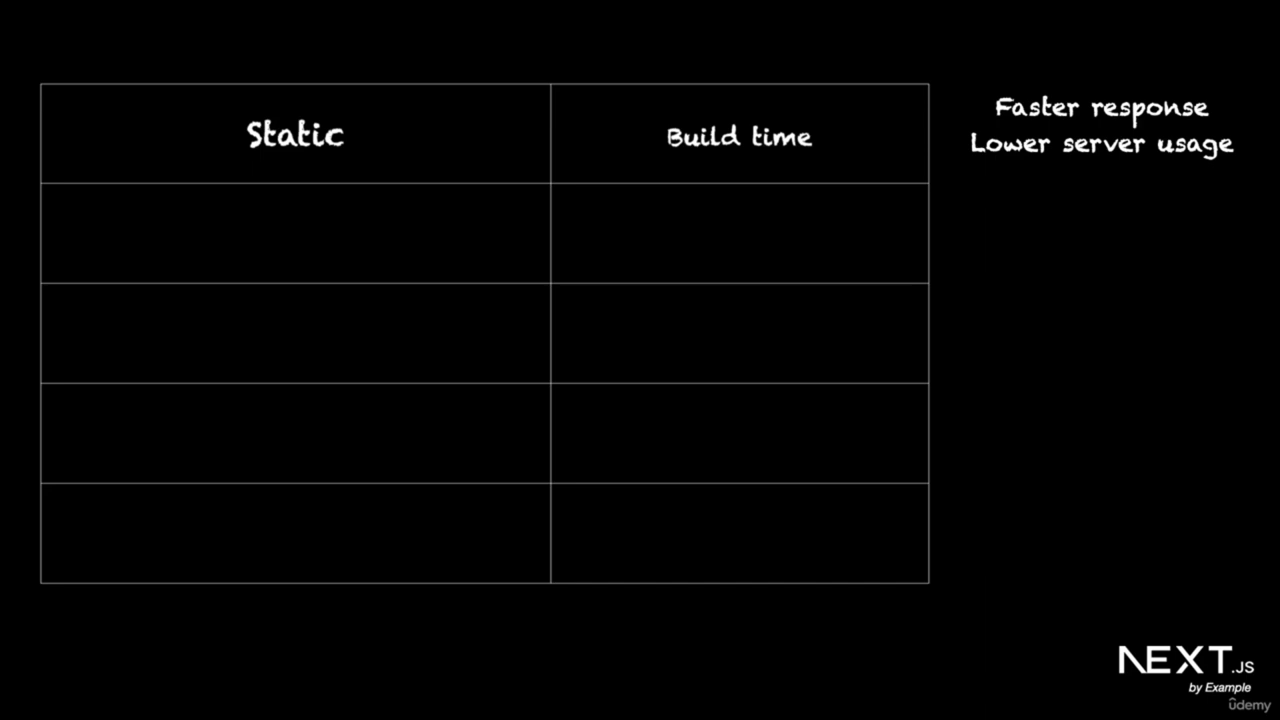 Static
Build time
Faster response
Lower server usage
NEXT.JS
by Example
ûdemy